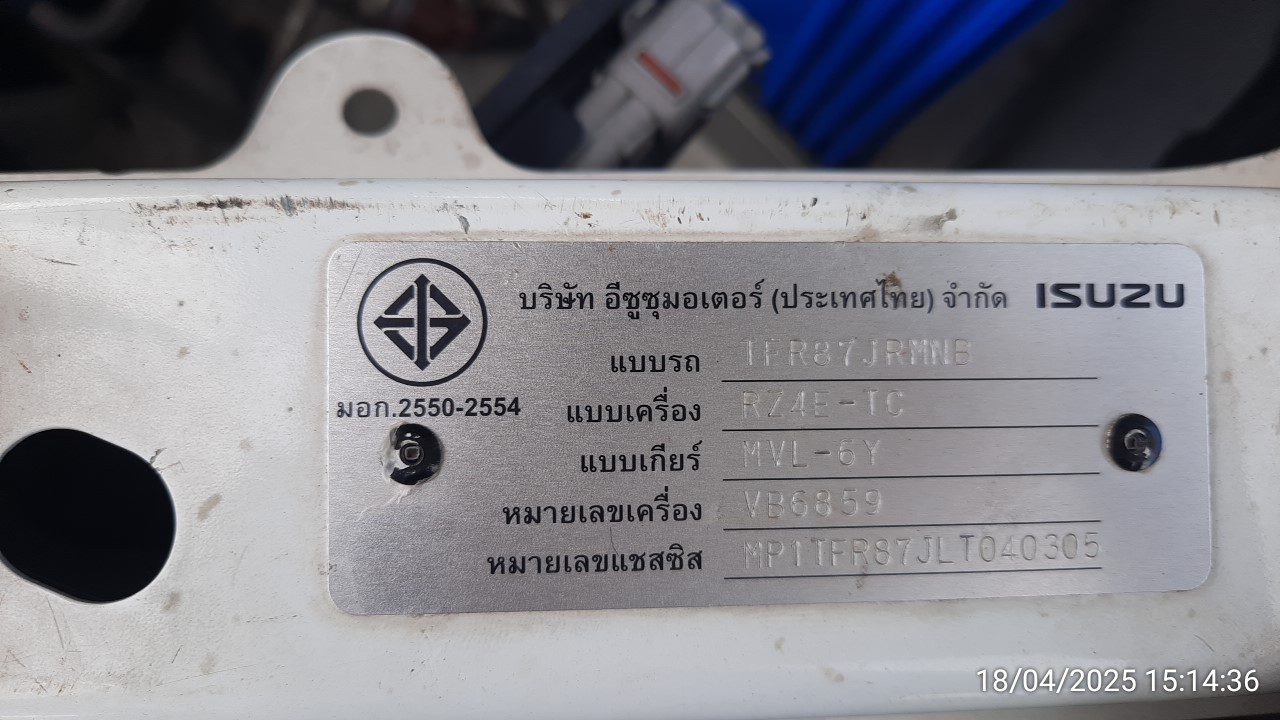 บริษัท อีซูซุมอเตอร์ (ประเทศไทย) จำกัด ISUZU
แบบรถ TFR87JRMNB
มอก.2550-2554
แบบเครื่อง RZ4E-TC
แบบเกียร์ MVL-6Y
หมายเลขเครื่อง VB6859
หมายเลขแชสซิส MP1TFR87JLT040305
18/04/2025 15:14:36